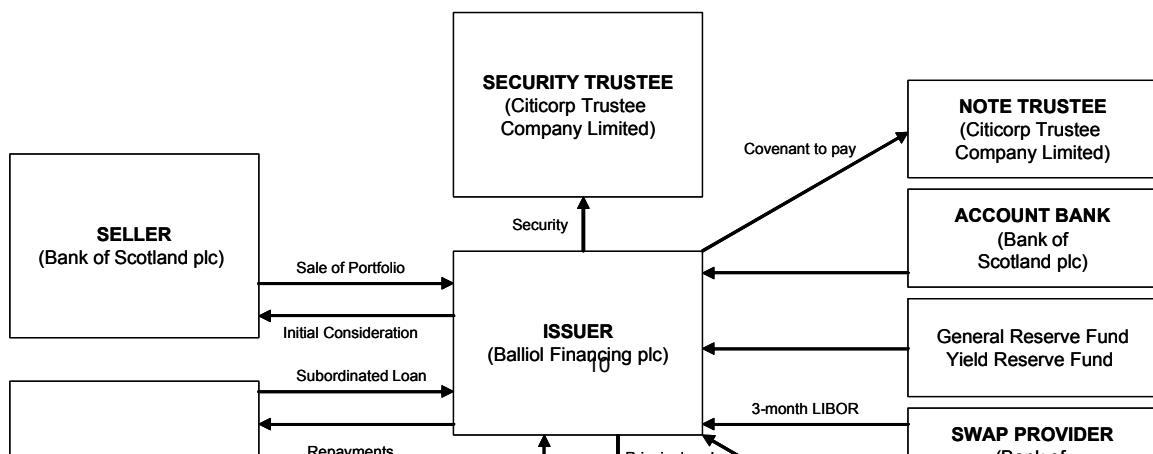 SECURITY TRUSTEE
(Citicorp Trustee
Company Limited)
NOTE TRUSTEE
(Citicorp Trustee
Company Limited)
Covenant to pay
SELLER
(Bank of Scotland plc)
Security
ACCOUNT BANK
(Bank of
Scotland plc)
Sale of Portfolio
Initial Consideration
ISSUER
(Balliol Financing plc)
10
General Reserve Fund
Yield Reserve Fund
Subordinated Loan
3-month LIBOR
SWAP PROVIDER
(Bank of
Repayments